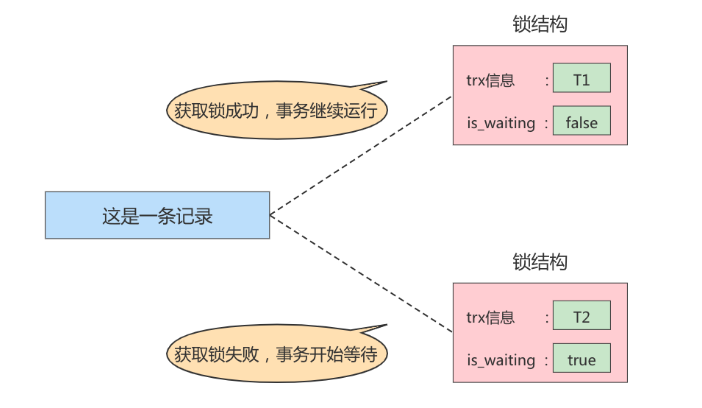 锁结构
trx信息 : T1
获取锁成功，事务继续运行
is_waiting : false
这是一条记录
锁结构
trx信息 : T2
获取锁失败，事务开始等待
is_waiting : true